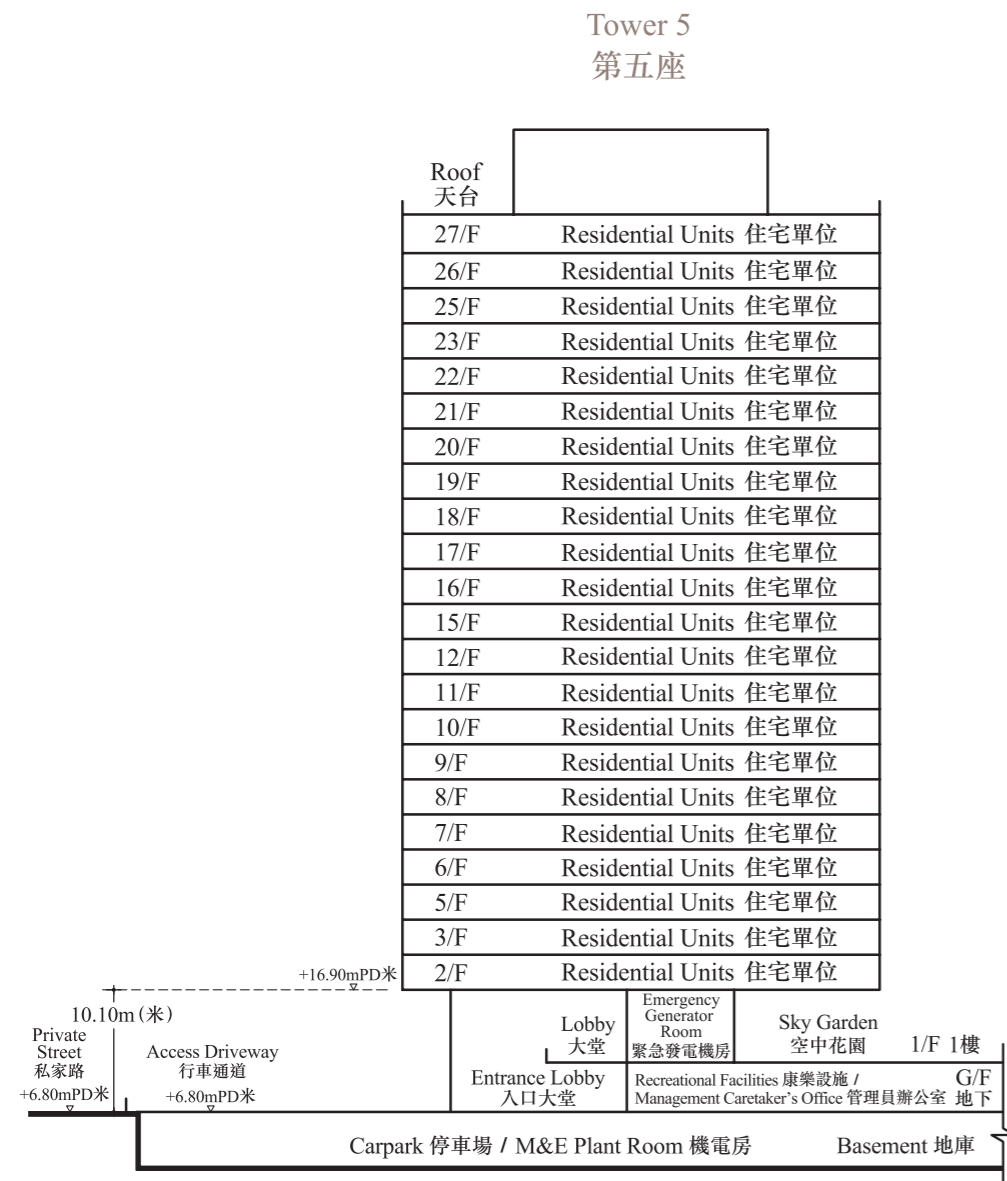 Tower 5
第五座
Roof
天台
27/F Residential Units 住宅單位
26/F Residential Units 住宅單位
25/F Residential Units 住宅單位
23/F Residential Units 住宅單位
22/F Residential Units 住宅單位
21/F Residential Units 住宅單位
20/F Residential Units 住宅單位
19/F Residential Units 住宅單位
18/F Residential Units 住宅單位
17/F Residential Units 住宅單位
16/F Residential Units 住宅單位
15/F Residential Units 住宅單位
12/F Residential Units 住宅單位
11/F Residential Units 住宅單位
10/F Residential Units 住宅單位
9/F Residential Units 住宅單位
8/F Residential Units 住宅單位
7/F Residential Units 住宅單位
6/F Residential Units 住宅單位
5/F Residential Units 住宅單位
3/F Residential Units 住宅單位
2/F Residential Units 住宅單位
+16.90mPD米
10.10m(米)
Private
Street
私家路
+6.80mPD米
Access Driveway
行車通道
+6.80mPD米
Lobby
大堂
Emergency
Generator
Room
緊急發電機房
Sky Garden
空中花園
1/F 1樓
Entrance Lobby
入口大堂
Recreational Facilities 康樂設施 /
Management Caretaker's Office 管理員辦公室
G/F
地下
Carpark 停車場 / M&E Plant Room 機電房
Basement 地庫